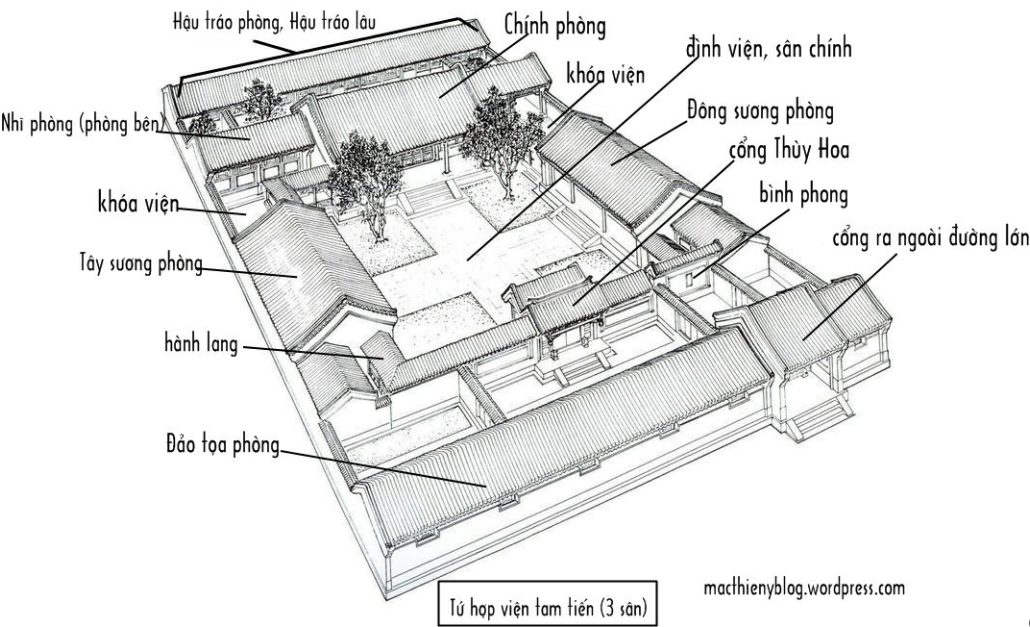 Hậu tráo phòng, Hậu tráo lâu
Chính phòng
đình viện, sân chính
khóa viện
Nhĩ phòng (phòng bên)
Đông sương phòng
cổng Thùy Hoa
khóa viện
bình phong
cổng ra ngoài đường lớn
Tây sương phòng
hành lang
Đảo tọa phòng
Tứ hợp viện tam tiến (3 sân)
macthienyblog.wordpress.com